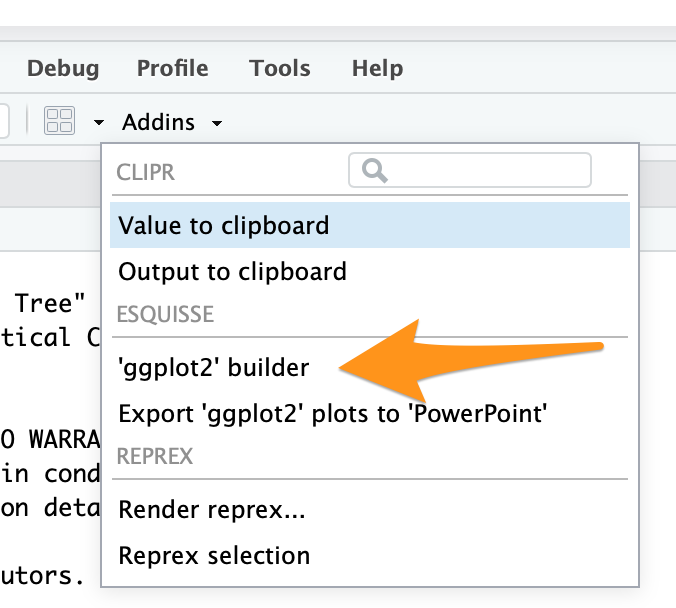 Debug Profile Tools Help
Addins
CLIPR
Value to clipboard
Output to clipboard
Tree"
ESQUISSE
tical C
'ggplot2' builder
Export 'ggplot2' plots to 'PowerPoint'
O WARRA
REPREX
in cond
on deta
Render reprex...
Reprex selection
utors.